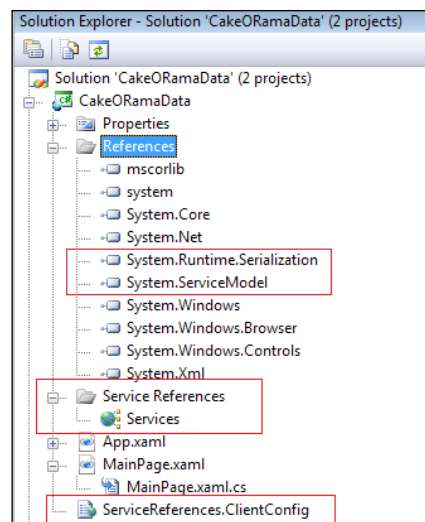 Solution Explorer - Solution 'CakeORamaData' (2 projects)
Solution 'CakeORamaData' (2 projects)
CakeORamaData
Properties
References
mscorlib
system
System.Core
System.Net
System.Runtime.Serialization
System.ServiceModel
System.Windows
System.Windows.Browser
System.Windows.Controls
System.Xml
Service References
Services
App.xaml
MainPage.xaml
MainPage.xaml.cs
ServiceReferences.ClientConfig